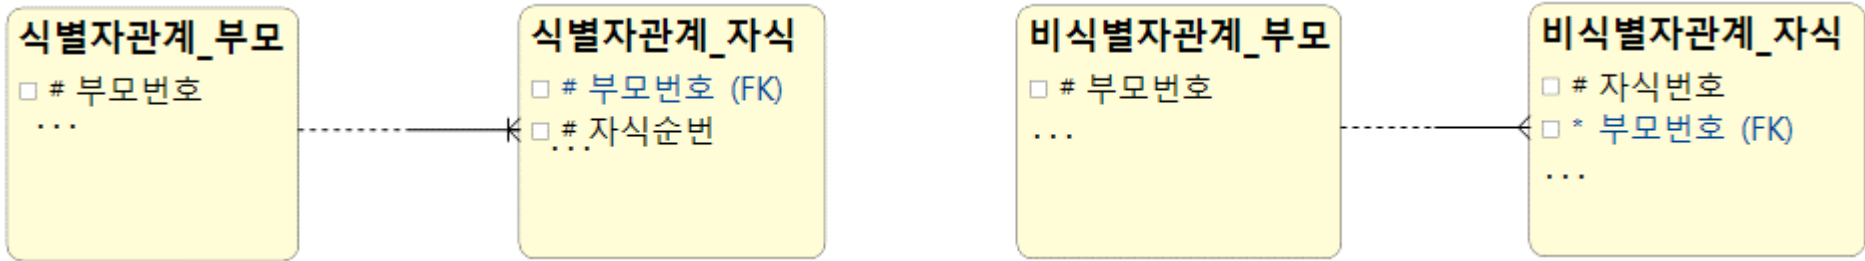 식별자관계_부모
# 부모번호
...
식별자관계_자식
# 부모번호 (FK)
# 자식순번
...
비식별자관계_부모
# 부모번호
...
비식별자관계_자식
# 자식번호
* 부모번호 (FK)
...